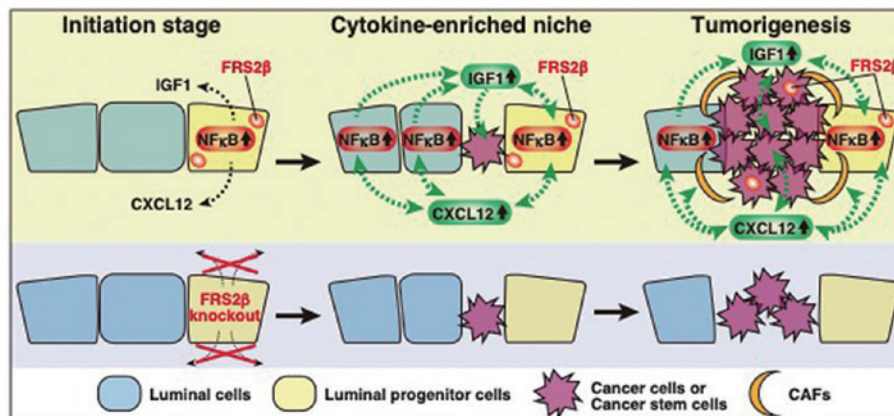 Initiation stage
Cytokine-enriched niche
Tumorigenesis
FRS2β
IGF1
NFκB
CXCL12
IGF1
FRS2β
NFκB
NFκB
NFκB
CXCL12
IGF1
FRS2β
NFκB
NFκB
CXCL12
FRS2β
knockout
Luminal cells
Luminal progenitor cells
Cancer cells or
Cancer stem cells
CAFs